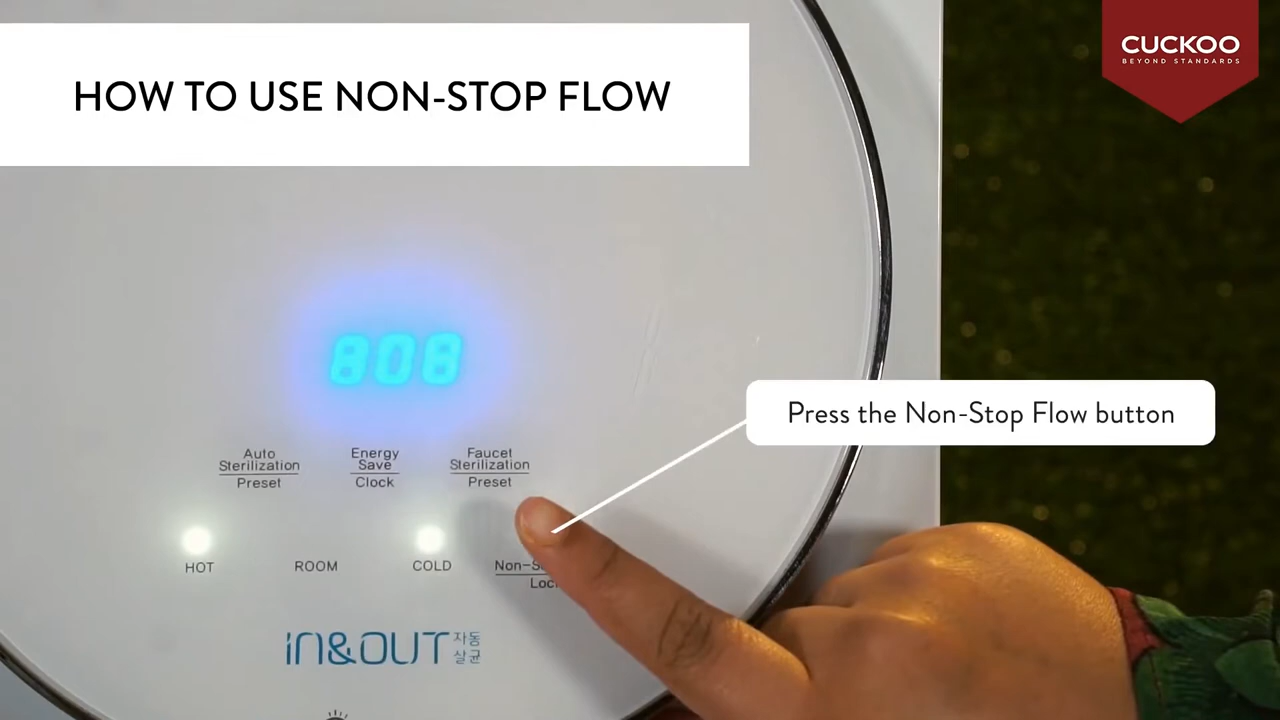 HOW TO USE NON-STOP FLOW
CUCKOO
BEYOND STANDARDS
808
Press the Non-Stop Flow button
Auto
Sterilization
Preset
Energy
Save
Clock
Faucet
Sterilization
Preset
HOT
ROOM
COLD
in&OUT
자동
살균